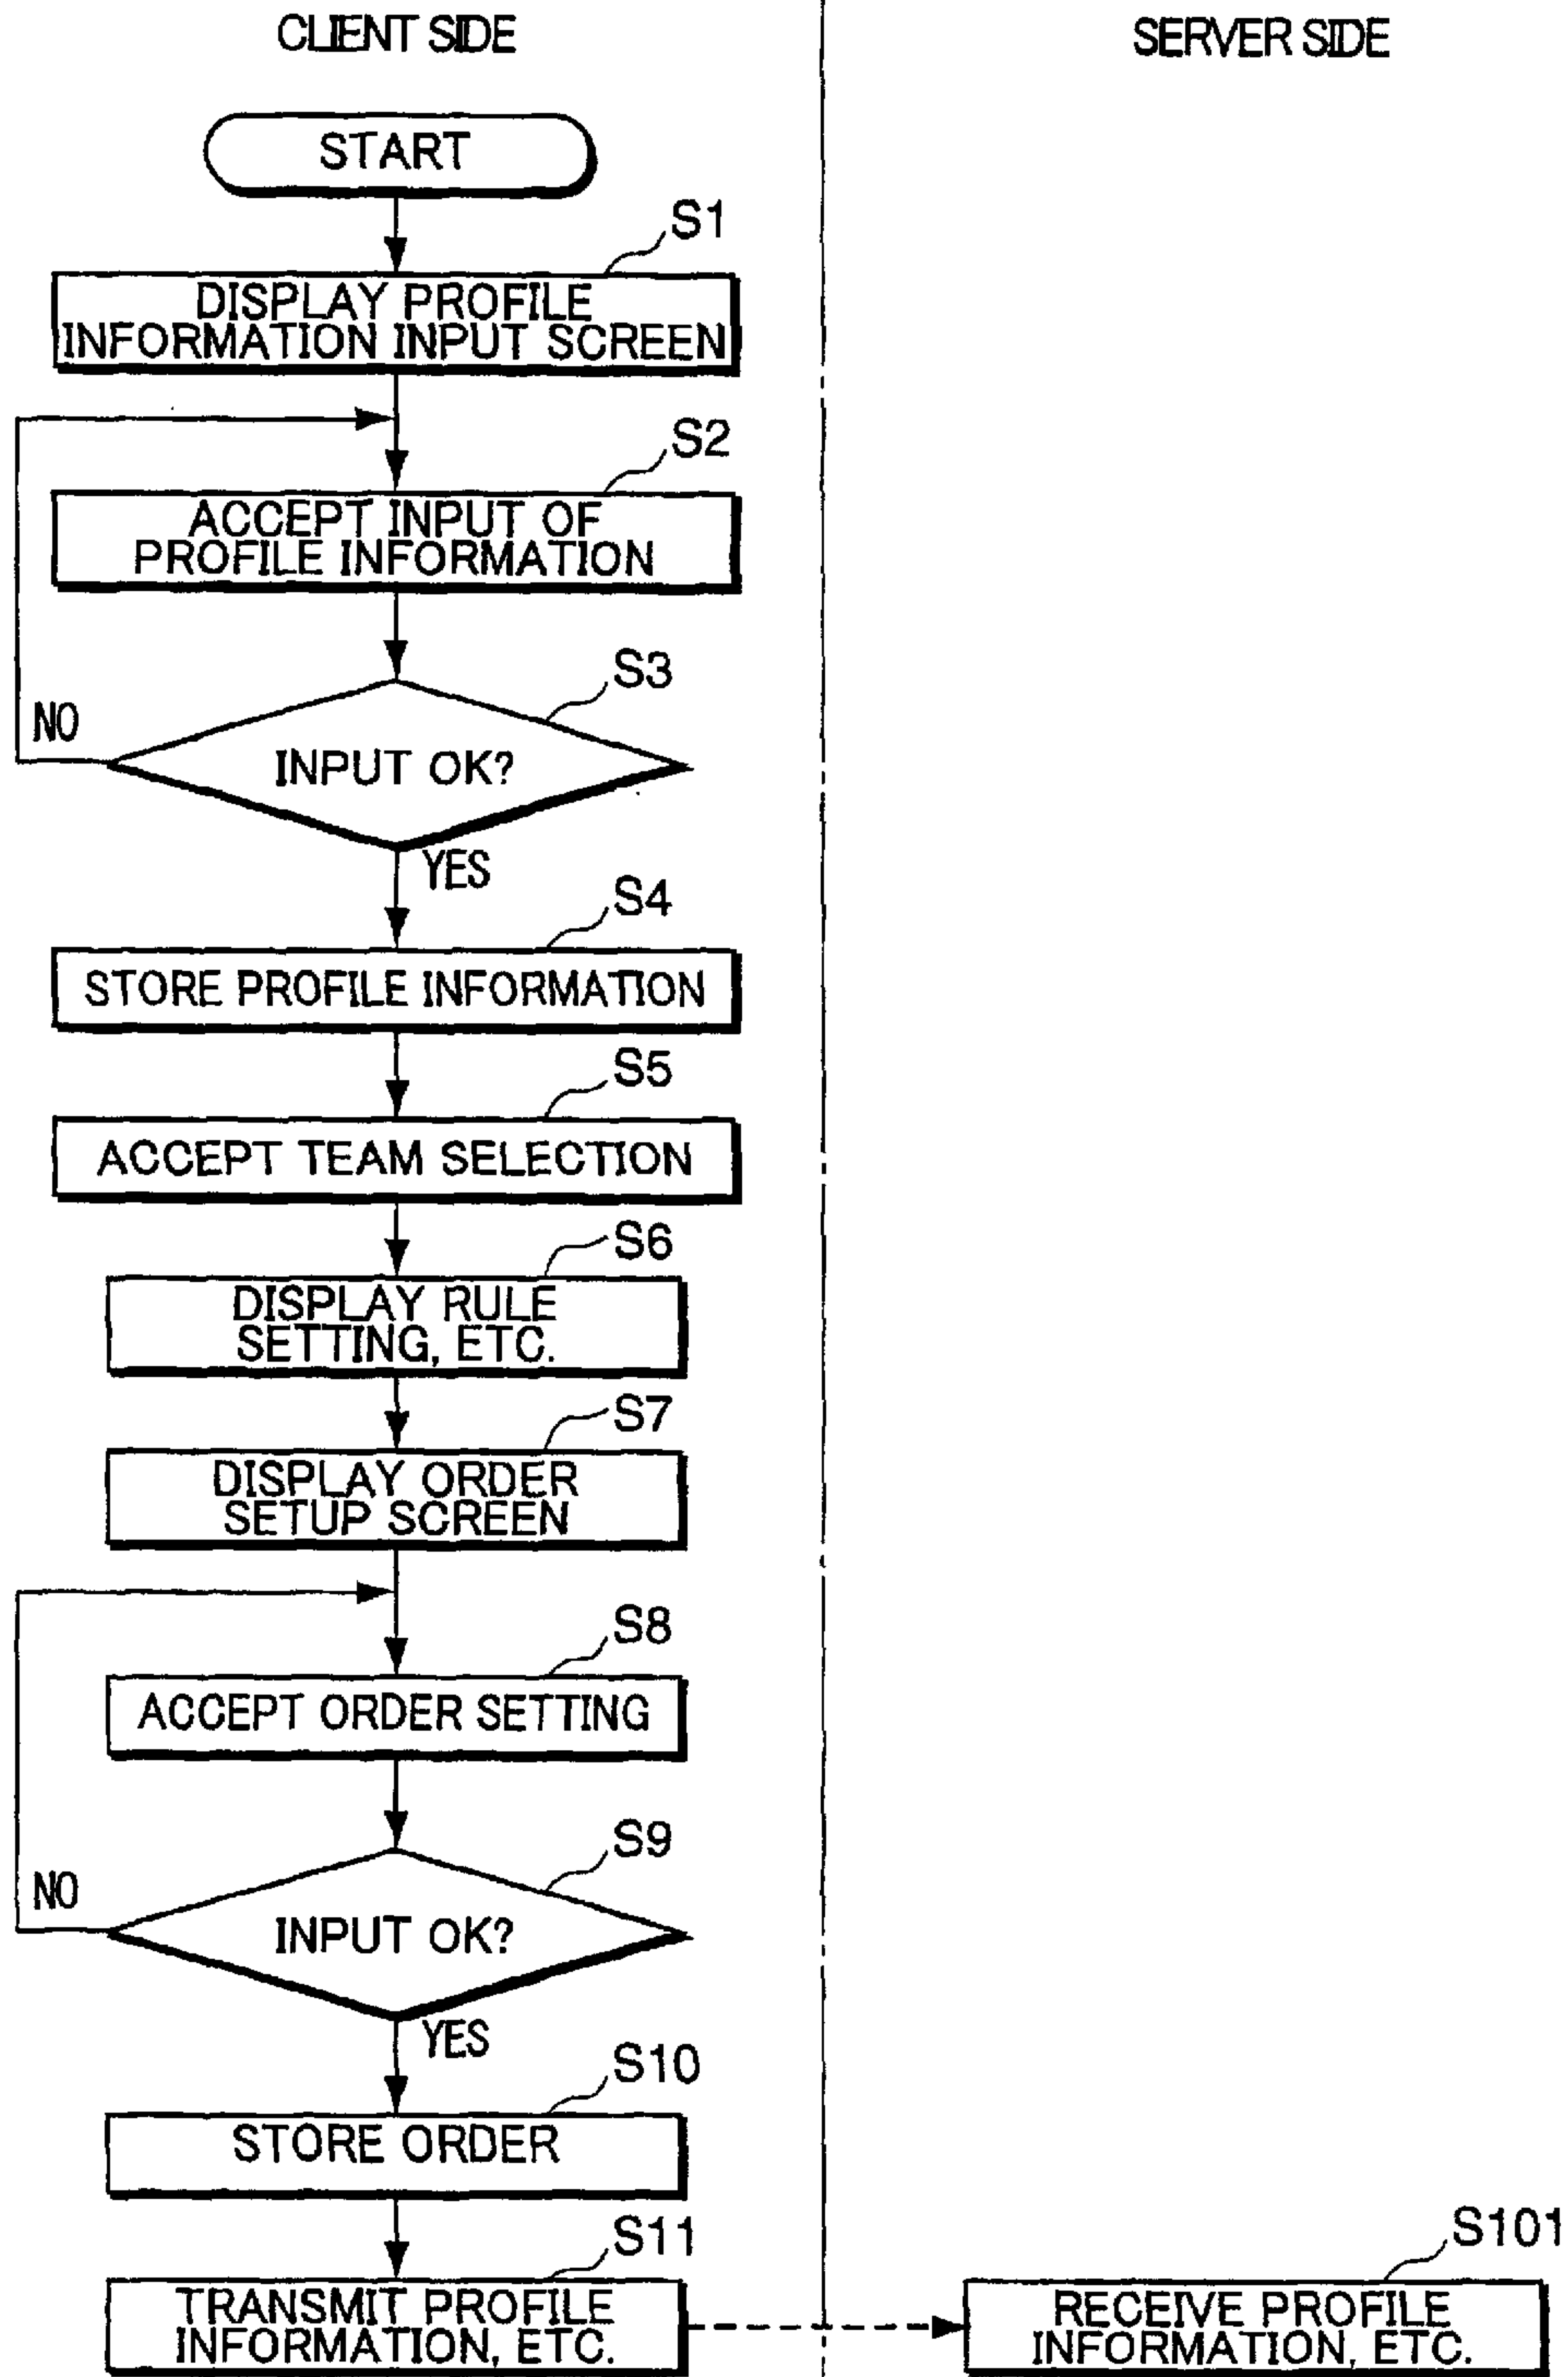 CLIENT SIDE
SERVER SIDE
START
S1
DISPLAY PROFILE
INFORMATION INPUT SCREEN
S2
ACCEPT INPUT OF
PROFILE INFORMATION
S3
NO
INPUT OK?
YES
S4
STORE PROFILE INFORMATION
S5
ACCEPT TEAM SELECTION
S6
DISPLAY RULE
SETTING, ETC.
S7
DISPLAY ORDER
SETUP SCREEN
S8
ACCEPT ORDER SETTING
S9
NO
INPUT OK?
YES
S10
STORE ORDER
S11
TRANSMIT PROFILE
INFORMATION, ETC.
S101
RECEIVE PROFILE
INFORMATION, ETC.